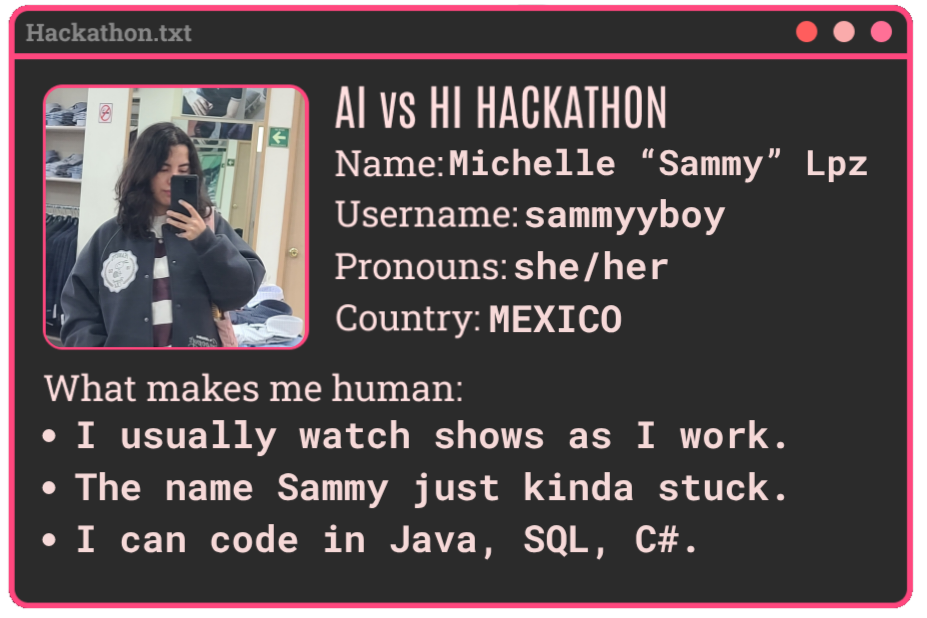 Hackathon.txt
AI vs HI HACKATHON
Name: Michelle “Sammy” Lpz
Username: sammyyboy
Pronouns: she/her
Country: MEXICO
What makes me human:
• I usually watch shows as I work.
• The name Sammy just kinda stuck.
• I can code in Java, SQL, C#.